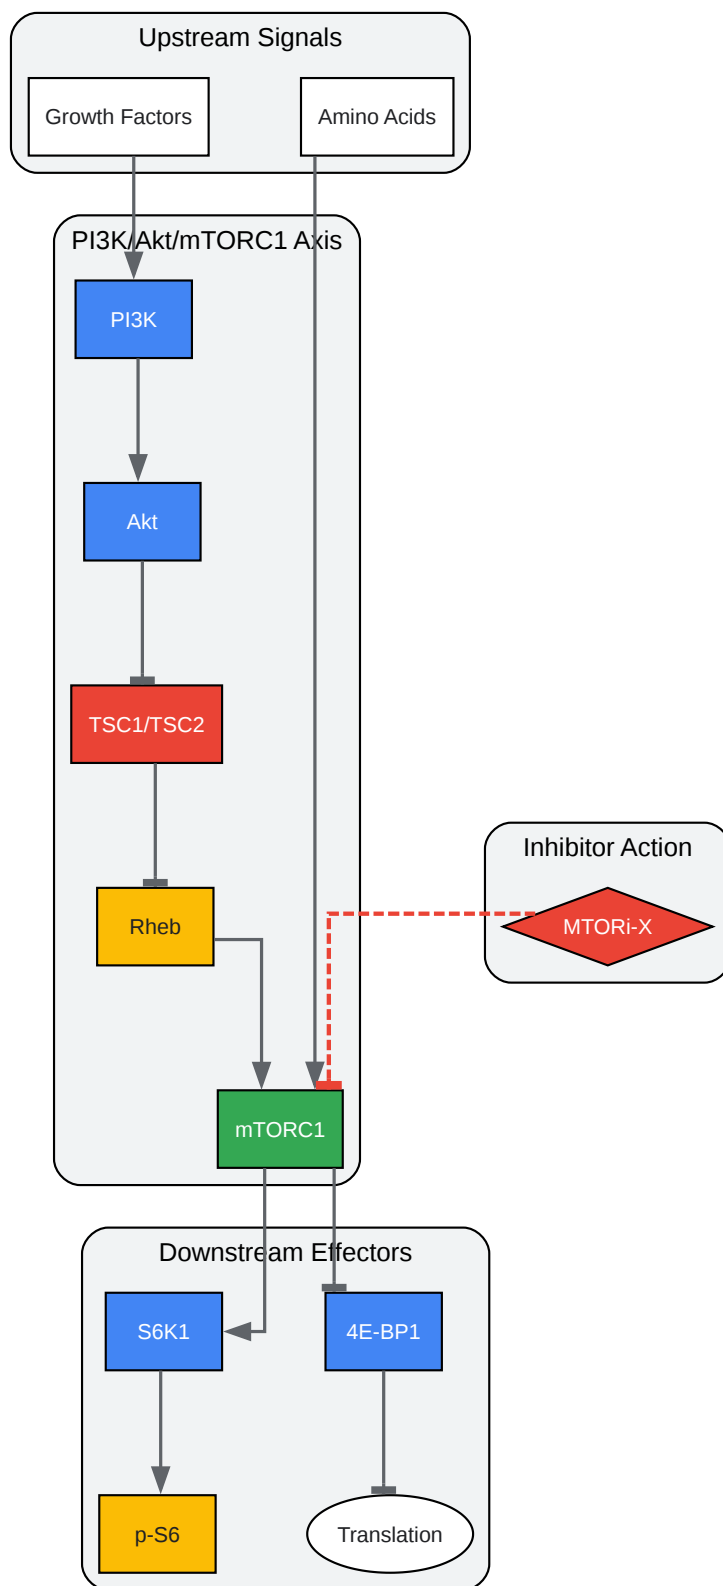 Upstream Signals
Growth Factors
Amino Acids
PI3K/Akt/mTORC1 Axis
PI3K
Akt
TSC1/TSC2
Inhibitor Action
Rheb
MTORi-X
mTORC1
Downstream Effectors
S6K1
4E-BP1
p-S6
Translation